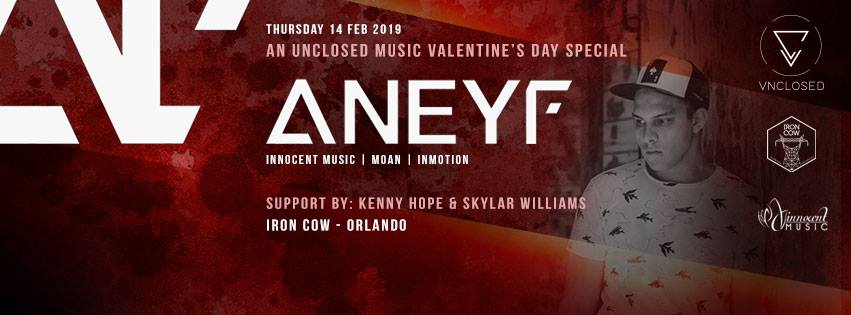 THURSDAY 14 FEB 2019
AN UNCLOSED MUSIC VALENTINE'S DAY SPECIAL
ANEYF
INNOCENT MUSIC | MOAN | INMOTION
SUPPORT BY: KENNY HOPE & SKYLAR WILLIAMS
IRON COW - ORLANDO
VNCLOSED
IRON
COW
innocent
MUSIC